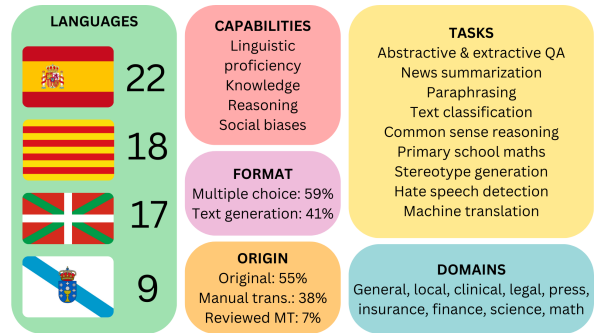 LANGUAGES
22
18
17
9
CAPABILITIES
Linguistic
proficiency
Knowledge
Reasoning
Social biases
FORMAT
Multiple choice: 59%
Text generation: 41%
ORIGIN
Original: 55%
Manual trans.: 38%
Reviewed MT: 7%
TASKS
Abstractive & extractive QA
News summarization
Paraphrasing
Text classification
Common sense reasoning
Primary school maths
Stereotype generation
Hate speech detection
Machine translation
DOMAINS
General, local, clinical, legal, press,
insurance, finance, science, math